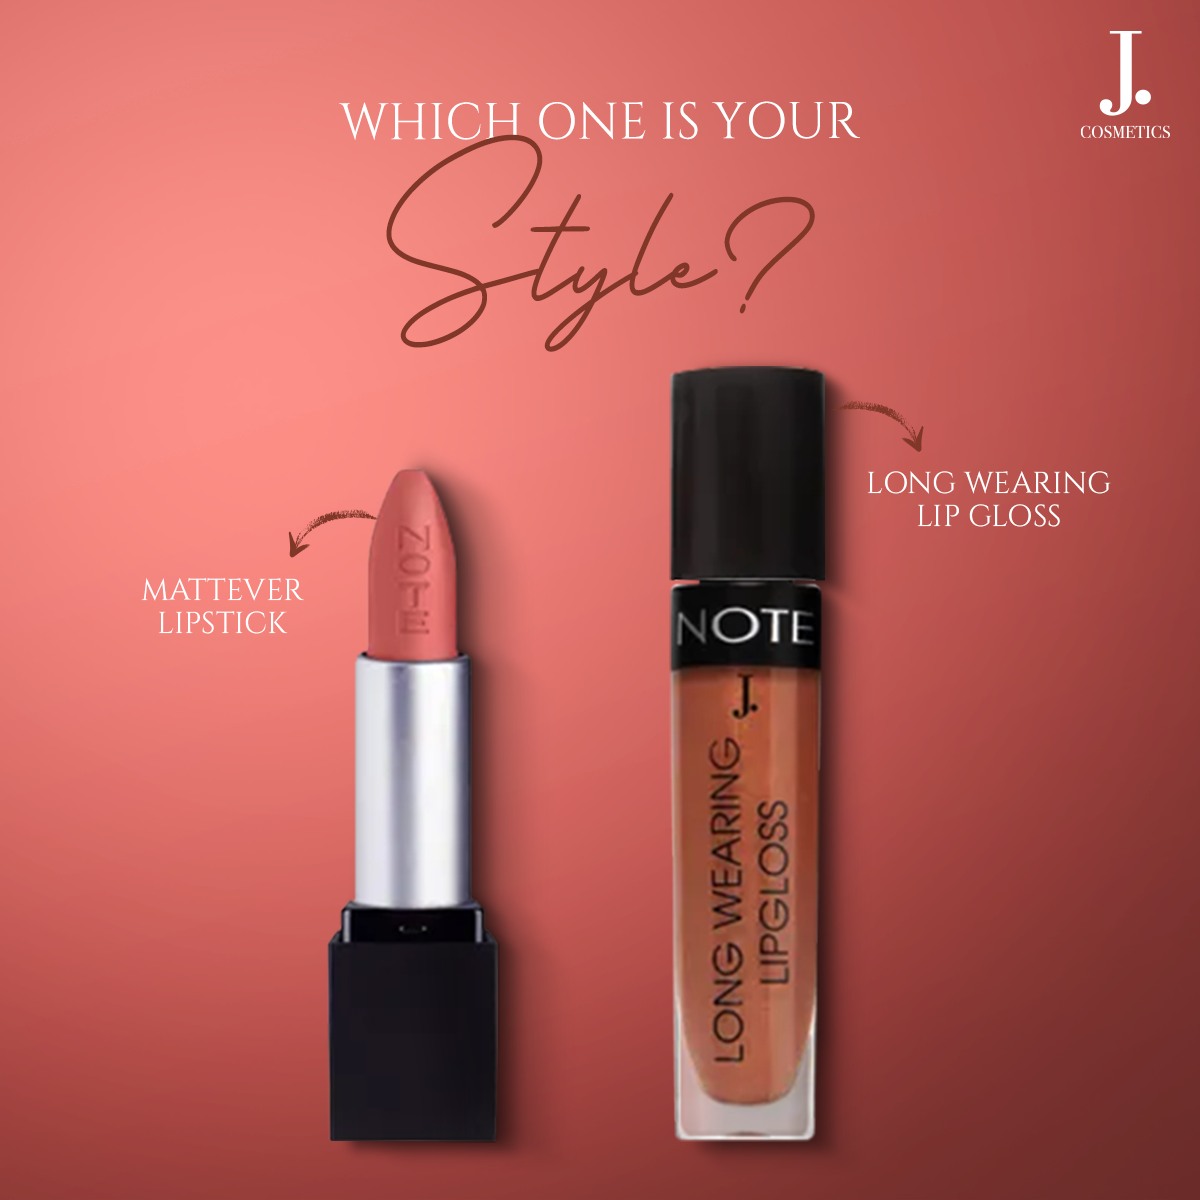 J.
COSMETICS
WHICH ONE IS YOUR
Style?
LONG WEARING
LIP GLOSS
MATTEVER
LIPSTICK
NOTE
NOTE
J.
LONG WEARING
LIPGLOSS